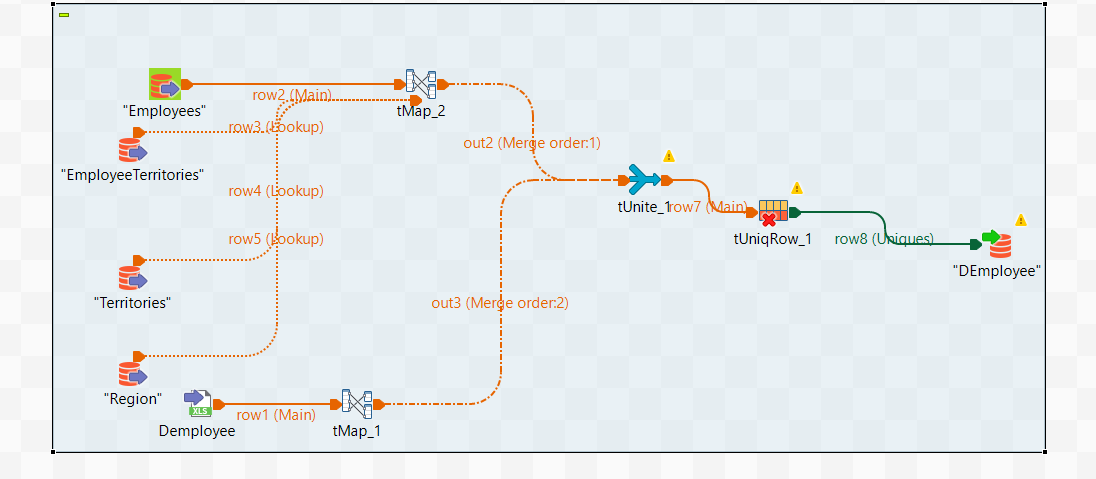 "Employees"
row2 (Main)
tMap_2
row3 (Lookup)
"EmployeeTerritories"
out2 (Merge order:1)
row4 (Lookup)
tUnite_1
row7 (Main)
tUniqRow_1
row8 (Uniques)
"DEmployee"
row5 (Lookup)
"Territories"
out3 (Merge order:2)
"Region"
XLS
Demployee
row1 (Main)
tMap_1